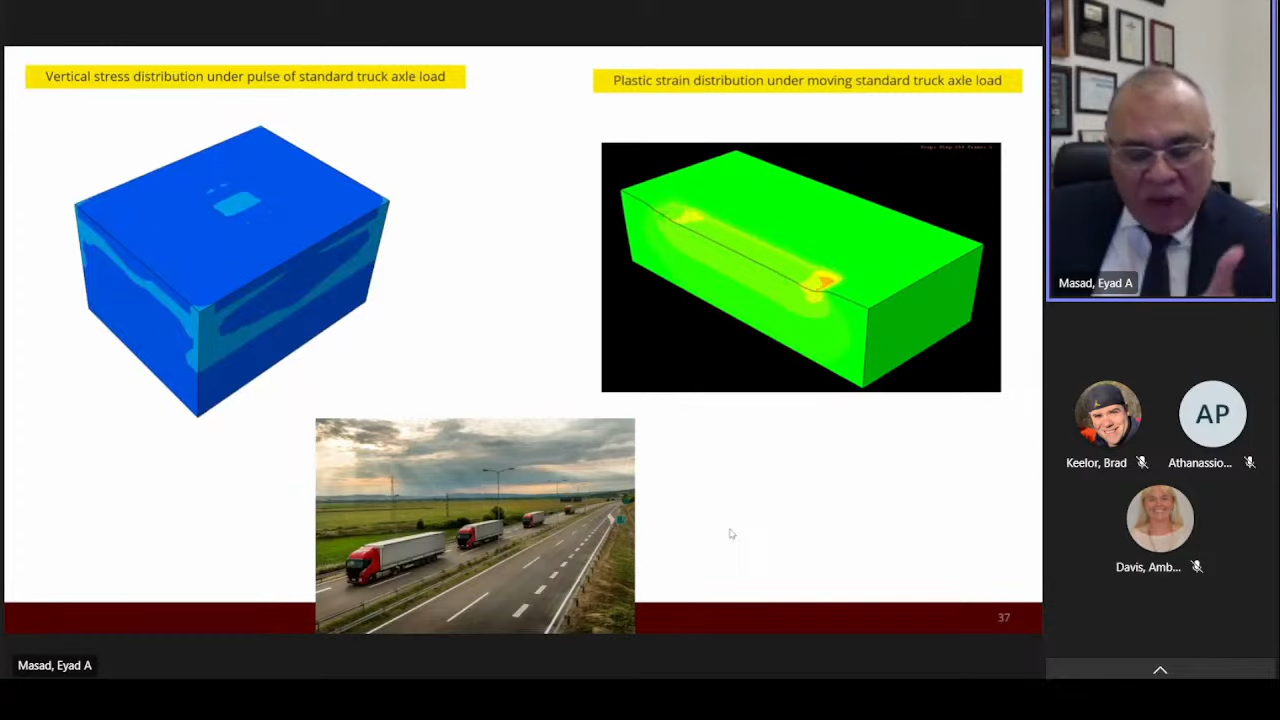 Vertical stress distribution under pulse of standard truck axle load
Plastic strain distribution under moving standard truck axle load
Masad, Eyad A
Keelor, Brad
AP
Athanassio...
Davis, Amb...
37
Masad, Eyad A